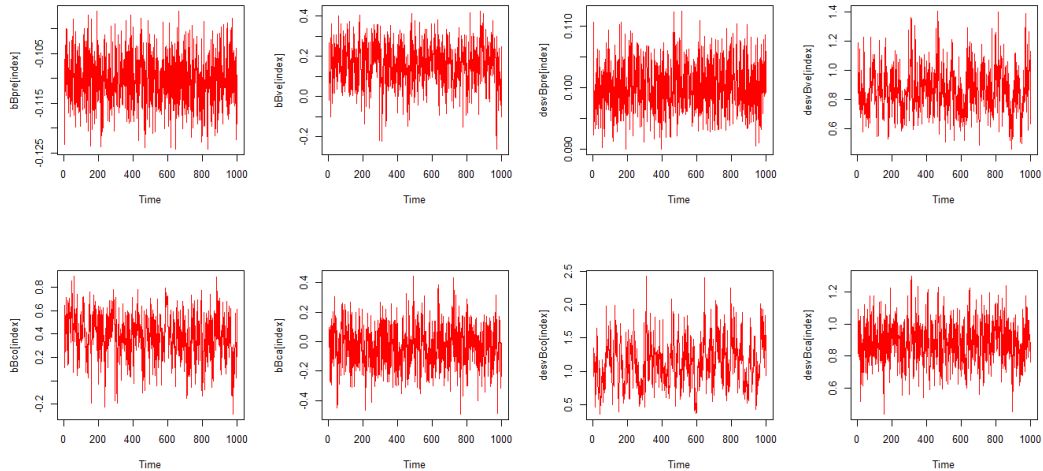 bBpre[index]
-0.125
-0.115
-0.105
0 200 400 600 800 1000
Time
bBve[index]
-0.2
0.0
0.2
0.4
0 200 400 600 800 1000
Time
desvBpre[index]
0.090
0.100
0.110
0 200 400 600 800 1000
Time
desvBve[index]
0.6
0.8
1.0
1.2
1.4
0 200 400 600 800 1000
Time
bBco[index]
-0.2
0.2
0.4
0.6
0.8
0 200 400 600 800 1000
Time
bBca[index]
-0.4
-0.2
0.0
0.2
0.4
0 200 400 600 800 1000
Time
desvBco[index]
0.5
1.0
1.5
2.0
2.5
0 200 400 600 800 1000
Time
desvBca[index]
0.6
0.8
1.0
1.2
0 200 400 600 800 1000
Time